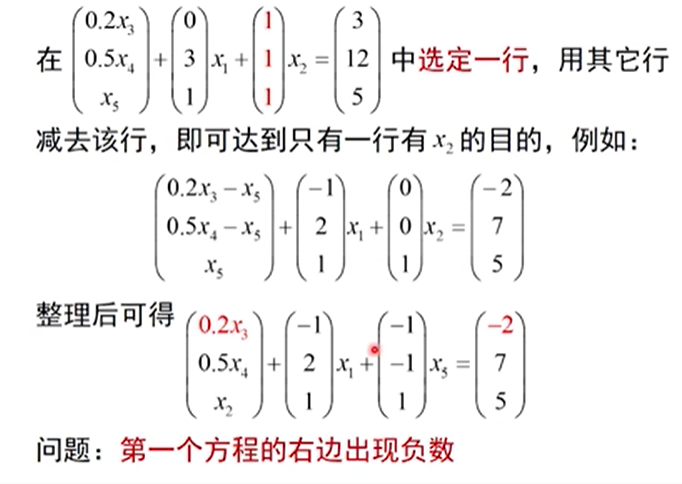 在 \begin{pmatrix} 0.2x_3 \\ 0.5x_4 \\ x_5 \end{pmatrix} + \begin{pmatrix} 0 \\ 3 \\ 1 \end{pmatrix} x_1 + \begin{pmatrix} 1 \\ 1 \\ 1 \end{pmatrix} x_2 = \begin{pmatrix} 3 \\ 12 \\ 5 \end{pmatrix} 中选定一行，用其它行
减去该行，即可达到只有一行有 x_2 的目的，例如：
\begin{pmatrix} 0.2x_3 - x_5 \\ 0.5x_4 - x_5 \\ x_5 \end{pmatrix} + \begin{pmatrix} -1 \\ 2 \\ 1 \end{pmatrix} x_1 + \begin{pmatrix} 0 \\ 0 \\ 1 \end{pmatrix} x_2 = \begin{pmatrix} -2 \\ 7 \\ 5 \end{pmatrix}
整理后可得 \begin{pmatrix} 0.2x_3 \\ 0.5x_4 \\ x_2 \end{pmatrix} + \begin{pmatrix} -1 \\ 2 \\ 1 \end{pmatrix} x_1 + \begin{pmatrix} -1 \\ -1 \\ 1 \end{pmatrix} x_5 = \begin{pmatrix} -2 \\ 7 \\ 5 \end{pmatrix}
问题：第一个方程的右边出现负数